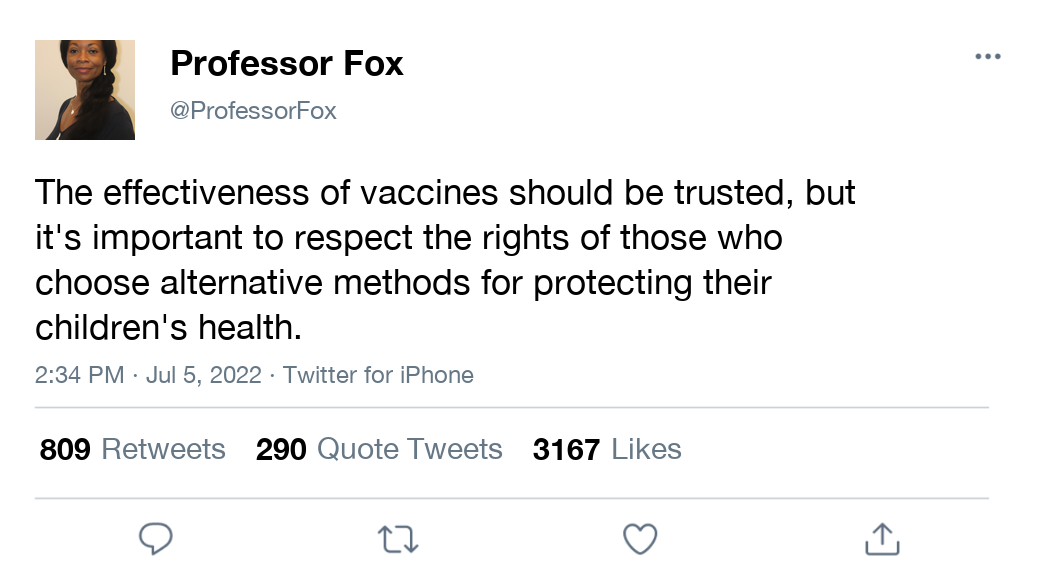 Professor Fox
@ProfessorFox
The effectiveness of vaccines should be trusted, but
it's important to respect the rights of those who
choose alternative methods for protecting their
children's health.
2:34 PM · Jul 5, 2022 · Twitter for iPhone
809 Retweets 290 Quote Tweets 3167 Likes